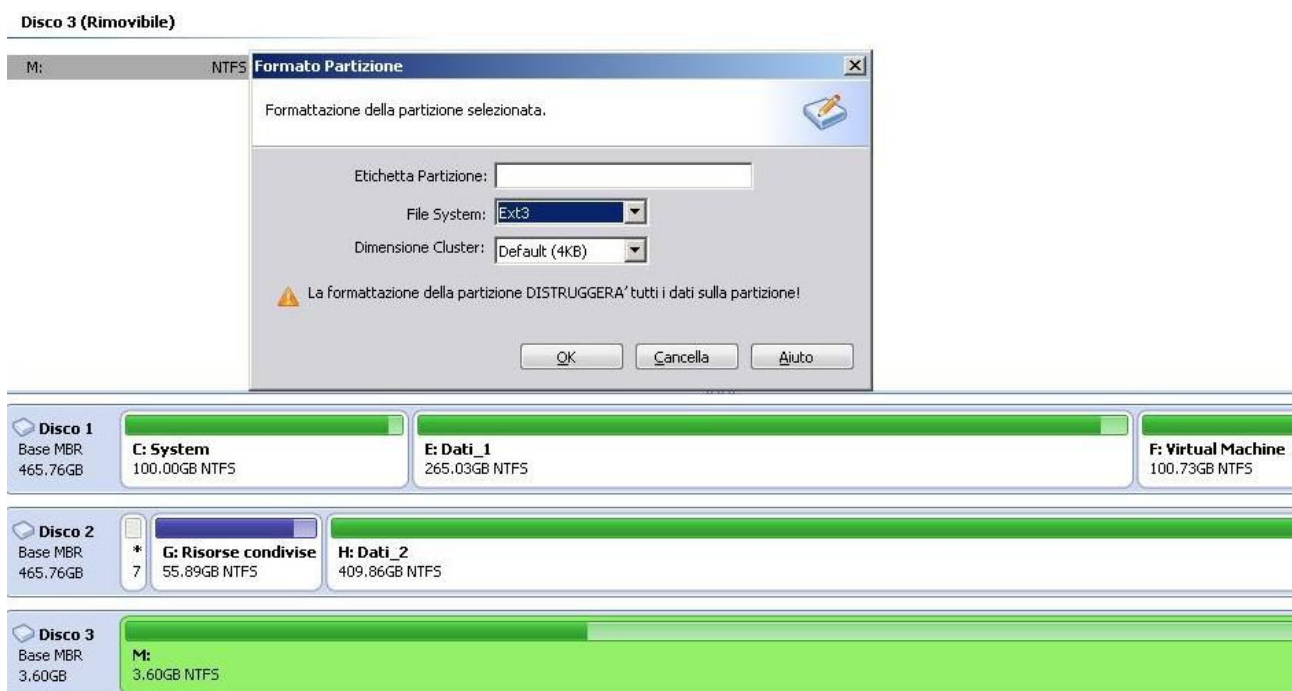 Disco 3 (Rimovibile)
M: NTFS
Formato Partizione
Formattazione della partizione selezionata.
Etichetta Partizione:
File System: Ext3
Dimensione Cluster: Default (4KB)
La formattazione della partizione DISTRUGGERA' tutti i dati sulla partizione!
OK Cancella Aiuto
Disco 1
Base MBR
465.76GB
C: System
100.00GB NTFS
E: Dati_1
265.03GB NTFS
F: Virtual Machine
100.73GB NTFS
Disco 2
Base MBR
465.76GB
*
7
G: Risorse condivise
55.89GB NTFS
H: Dati_2
409.86GB NTFS
Disco 3
Base MBR
3.60GB
M:
3.60GB NTFS